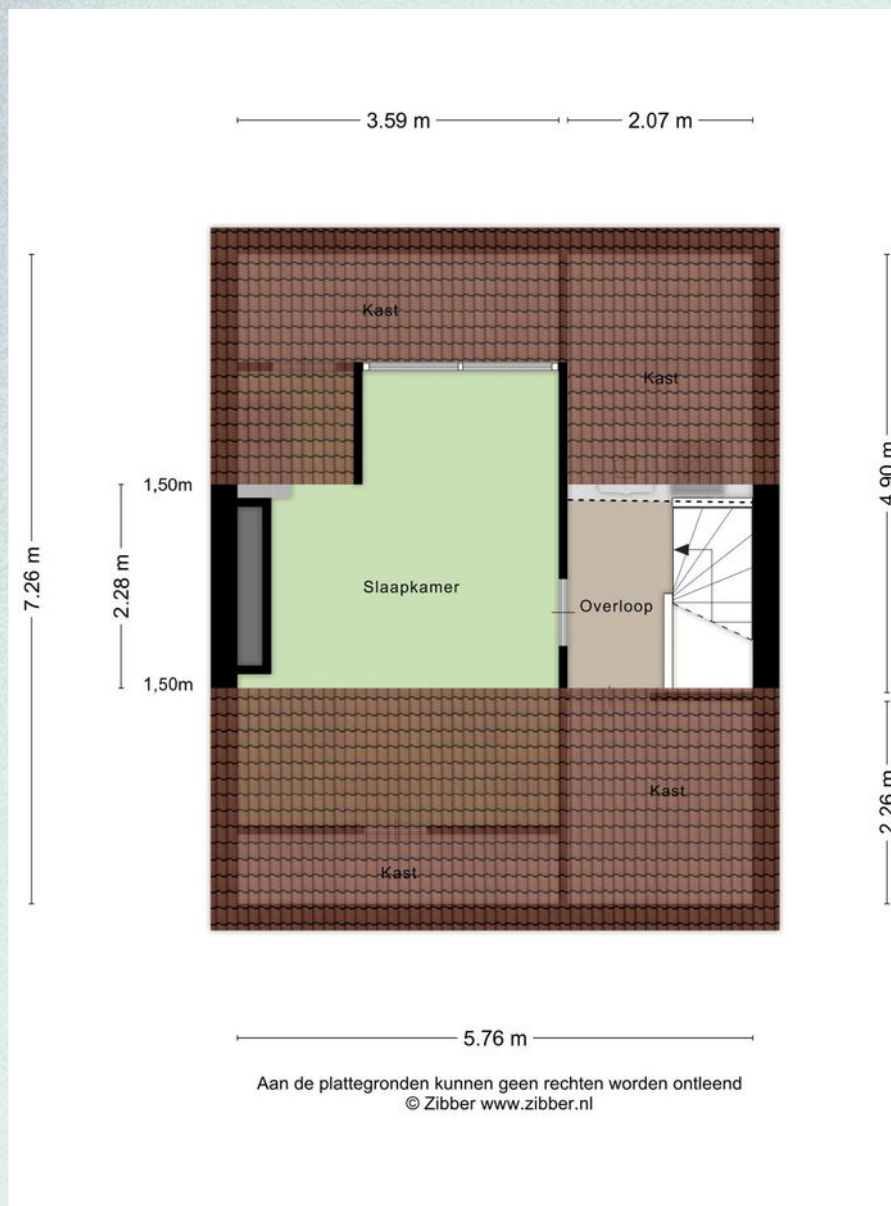 3.59 m 2.07 m
Kast
Kast
1,50m
4.90 m
7.26 m
2.28 m
Slaapkamer
Overloop
1,50m
Kast
2.26 m
Kast
5.76 m
Aan de plattegronden kunnen geen rechten worden ontleend
© Zibber www.zibber.nl